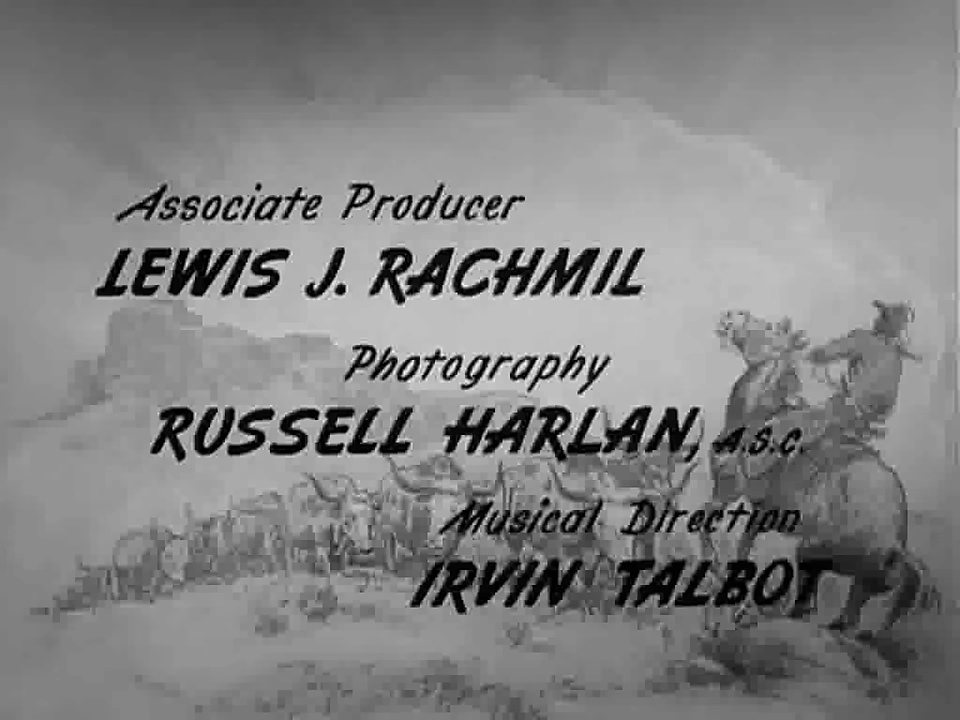 Associate Producer
LEWIS J. RACHMIL
Photography
RUSSELL HARLAN, A.S.C.
Musical Direction
IRVIN TALBOT